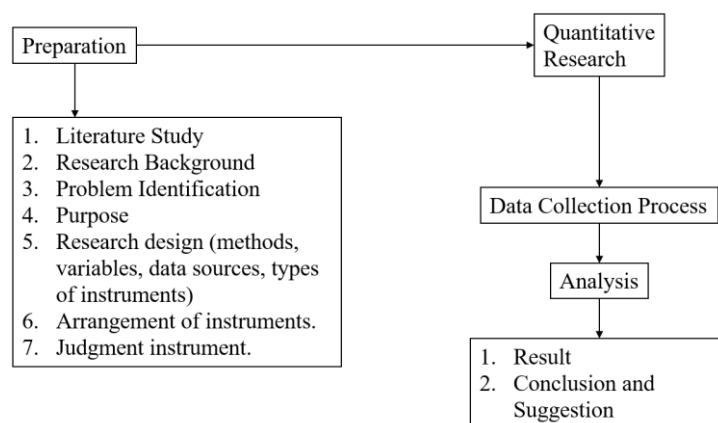 Preparation
Quantitative
Research
1. Literature Study
2. Research Background
3. Problem Identification
4. Purpose
5. Research design (methods,
variables, data sources, types
of instruments)
6. Arrangement of instruments.
7. Judgment instrument.
Data Collection Process
Analysis
1. Result
2. Conclusion and
Suggestion